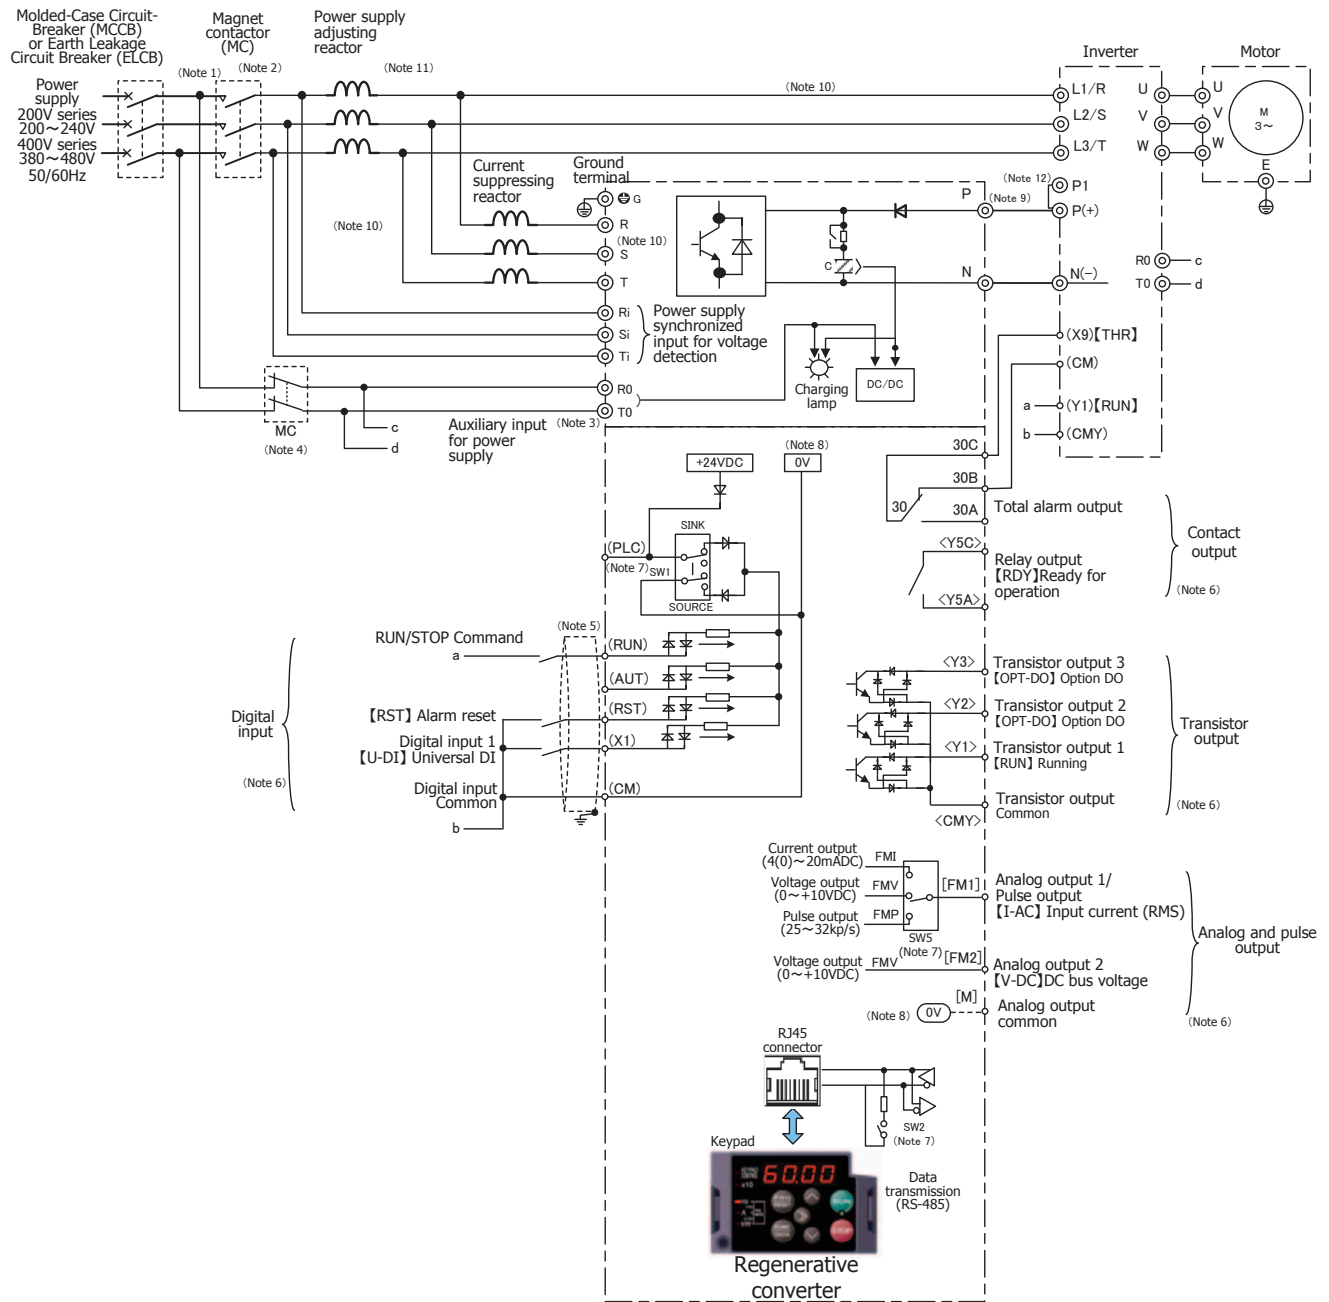 Molded-Case Circuit-
Breaker (MCCB)
or Earth Leakage
Circuit Breaker (ELCB)
Magnet
contactor
(MC)
Power supply
adjusting
reactor
(Note 1)
(Note 2)
(Note 11)
(Note 10)
Inverter
Motor
Power
supply
200V series
200～240V
400V series
380～480V
50/60Hz
L1/R
L2/S
L3/T
U
V
W
U
V
W
M
3～
E
Current
suppressing
reactor
Ground
terminal
(Note 10)
G
R
(Note 10)
S
T
Ri
Si
Ti
Power supply
synchronized
input for voltage
detection
P
(Note 9)
(Note 12)
P1
P(+)
C
N
N(-)
R0
c
T0
d
(X9)【THR】
(CM)
a
(Y1)【RUN】
b
(CMY)
R0
T0
Charging
lamp
DC/DC
MC
(Note 4)
c
d
Auxiliary input
for power
supply
(Note 3)
+24VDC
(Note 8)
0V
30C
30B
30
30A
Total alarm output
Contact
output
(Note 6)
<Y5C>
Relay output
【RDY】Ready for
operation
<Y5A>
SINK
(PLC)
(Note 7)
SW1
SOURCE
(Note 5)
RUN/STOP Command
a
(RUN)
(AUT)
【RST】 Alarm reset
(RST)
Digital input 1
【U-DI】 Universal DI
(X1)
Digital input
Common
(CM)
b
Digital
input
(Note 6)
<Y3>
Transistor output 3
【OPT-DO】 Option DO
<Y2>
Transistor output 2
【OPT-DO】 Option DO
<Y1>
Transistor output 1
【RUN】 Running
Transistor output
Common
<CMY>
Transistor
output
(Note 6)
Current output
(4(0)～20mADC)
FMI
Voltage output
(0～+10VDC)
FMV
Pulse output
(25～32kp/s)
FMP
SW5
(Note 7)
[FM1]
Analog output 1/
Pulse output
【I-AC】 Input current (RMS)
Voltage output
(0～+10VDC)
FMV
[FM2]
Analog output 2
【V-DC】DC bus voltage
[M]
(Note 8)
0V
Analog output
common
Analog and pulse
output
(Note 6)
RJ45
connector
SW2
(Note 7)
Keypad
60.00
Data
transmission
(RS-485)
Regenerative
converter